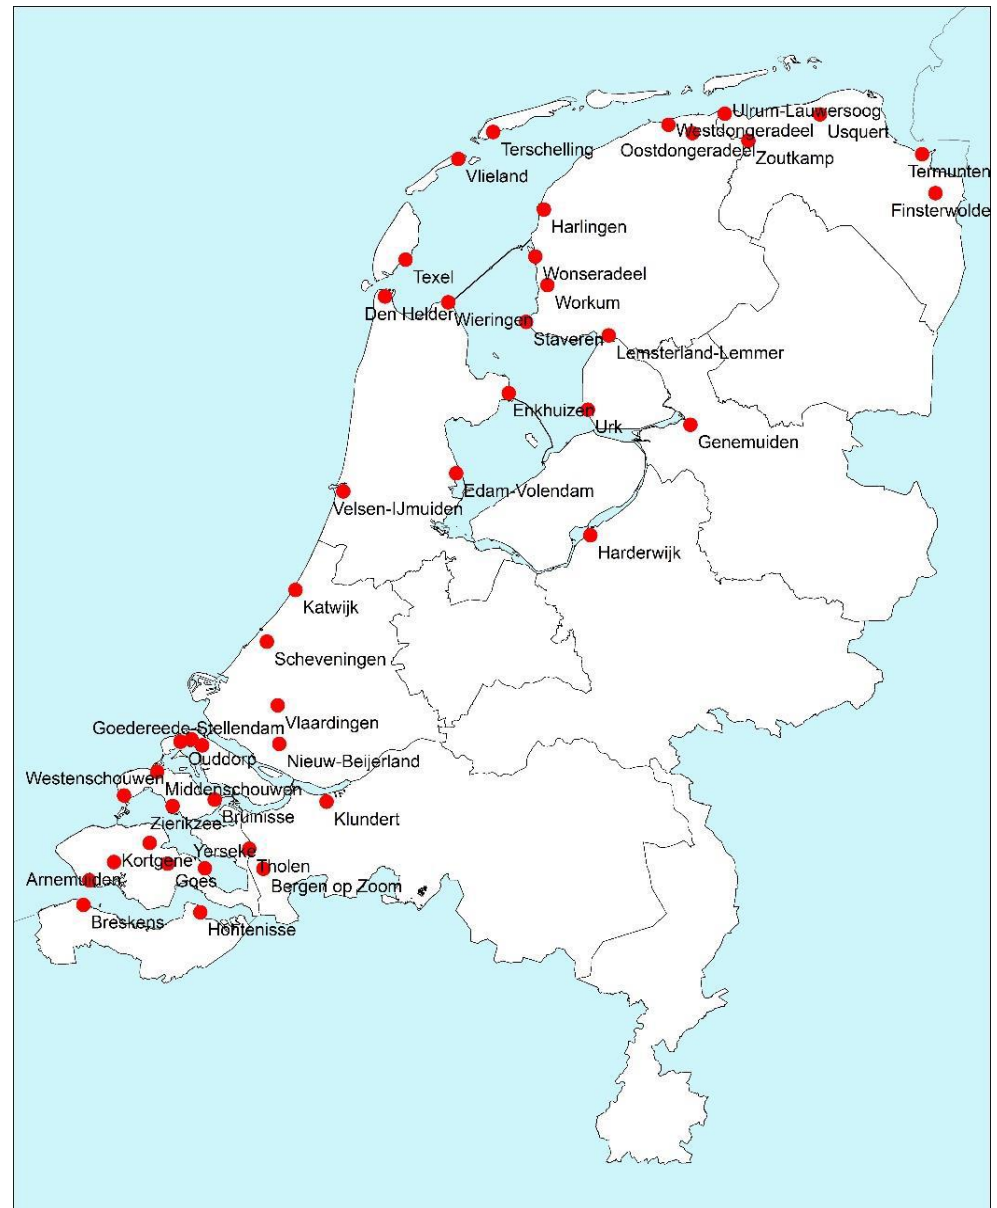 Ulrum-Lauwersoog
Westdongeradeel
Usquert
Terschelling
Oostdongeradeel
Zoutkamp
Vlieland
Termunten
Finsterwolde
Harlingen
Texel
Wonseradeel
Workum
Den Helder
Wieringen
Staveren
Lemsterland-Lemmer
Enkhuizen
Urk
Genemuiden
Edam-Volendam
Velsen-IJmuiden
Harderwijk
Katwijk
Scheveningen
Vlaardingen
Goedereede-Stellendam
Ouddorp
Nieuw-Beijerland
Westenschouwen
Middenschouwen
Bruinisse
Klundert
Zierikzee
Yerseke
Kortgene
Tholen
Arnemuiden
Goes
Bergen op Zoom
Breskens
Hontenisse